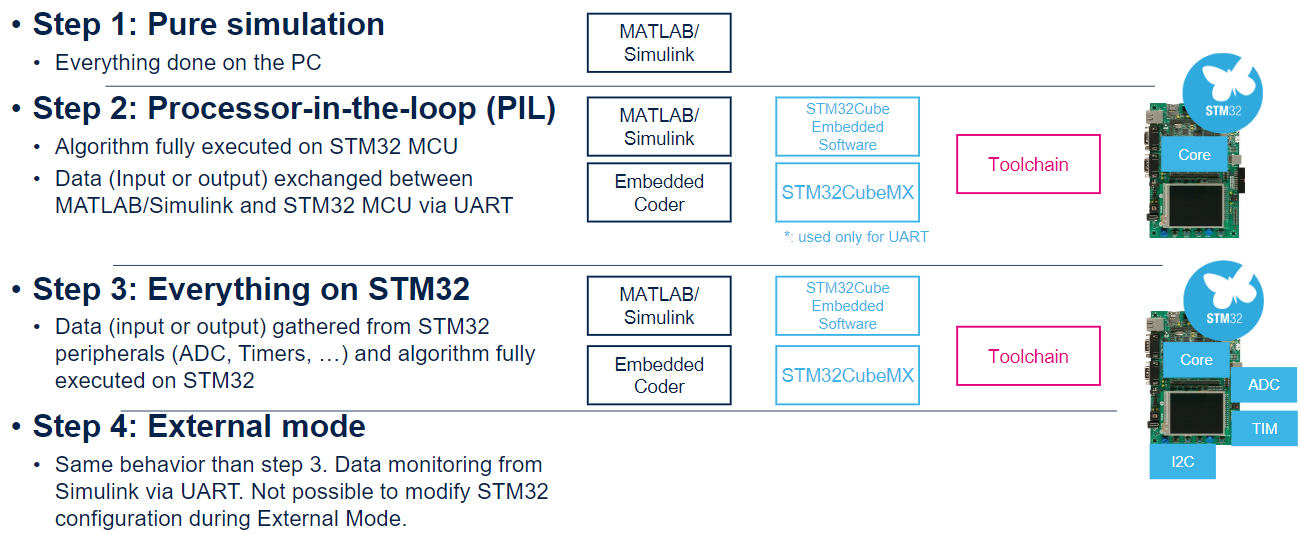 • Step 1: Pure simulation
• Everything done on the PC
MATLAB/
Simulink
• Step 2: Processor-in-the-loop (PIL)
• Algorithm fully executed on STM32 MCU
• Data (Input or output) exchanged between
MATLAB/Simulink and STM32 MCU via UART
MATLAB/
Simulink
Embedded
Coder
STM32Cube
Embedded
Software
STM32CubeMX
*: used only for UART
Toolchain
STM32
Core
• Step 3: Everything on STM32
• Data (input or output) gathered from STM32
peripherals (ADC, Timers, …) and algorithm fully
executed on STM32
MATLAB/
Simulink
Embedded
Coder
STM32Cube
Embedded
Software
STM32CubeMX
Toolchain
STM32
Core
ADC
TIM
I2C
• Step 4: External mode
• Same behavior than step 3. Data monitoring from
Simulink via UART. Not possible to modify STM32
configuration during External Mode.